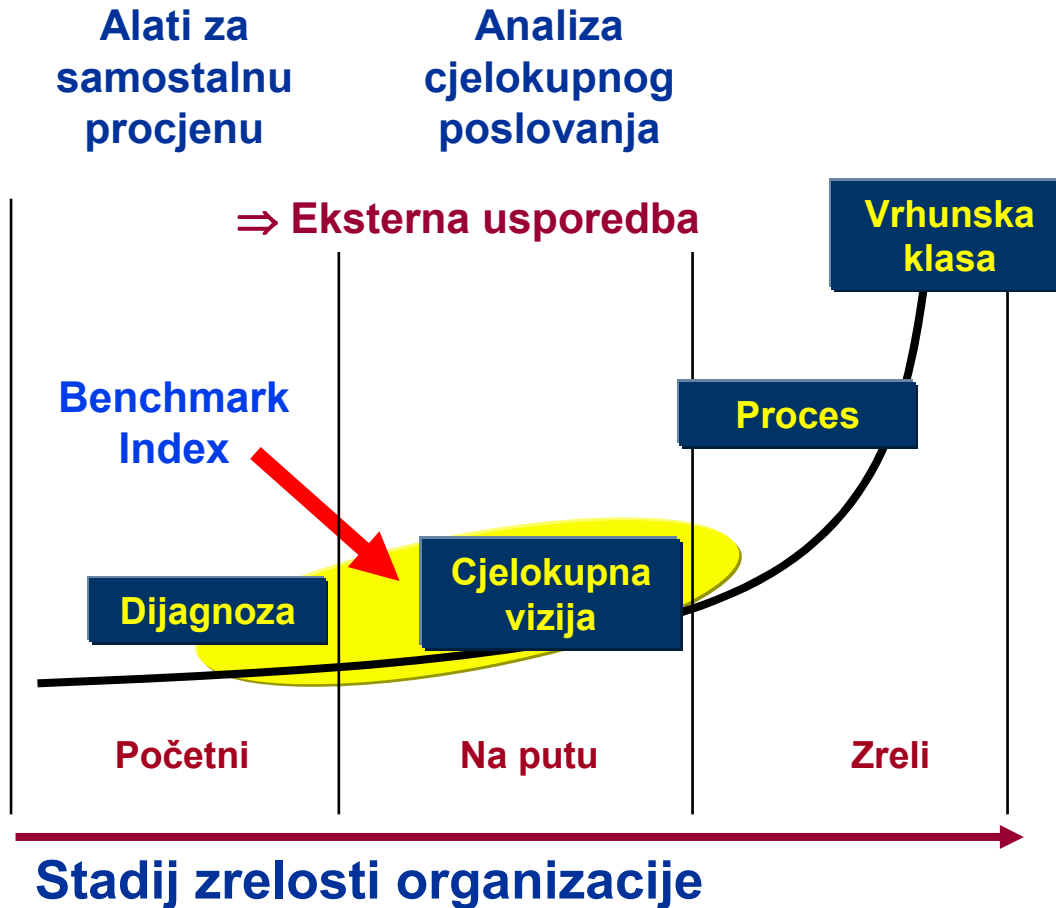 Alati za
samostalnu
procjenu
Analiza
cjelokupnog
poslovanja
⇒ Eksterna usporedba
Vrhunska
klasa
Benchmark
Index
Proces
Dijagnoza
Cjelokupna
vizija
Početni
Na putu
Zreli
Stadij zrelosti organizacije